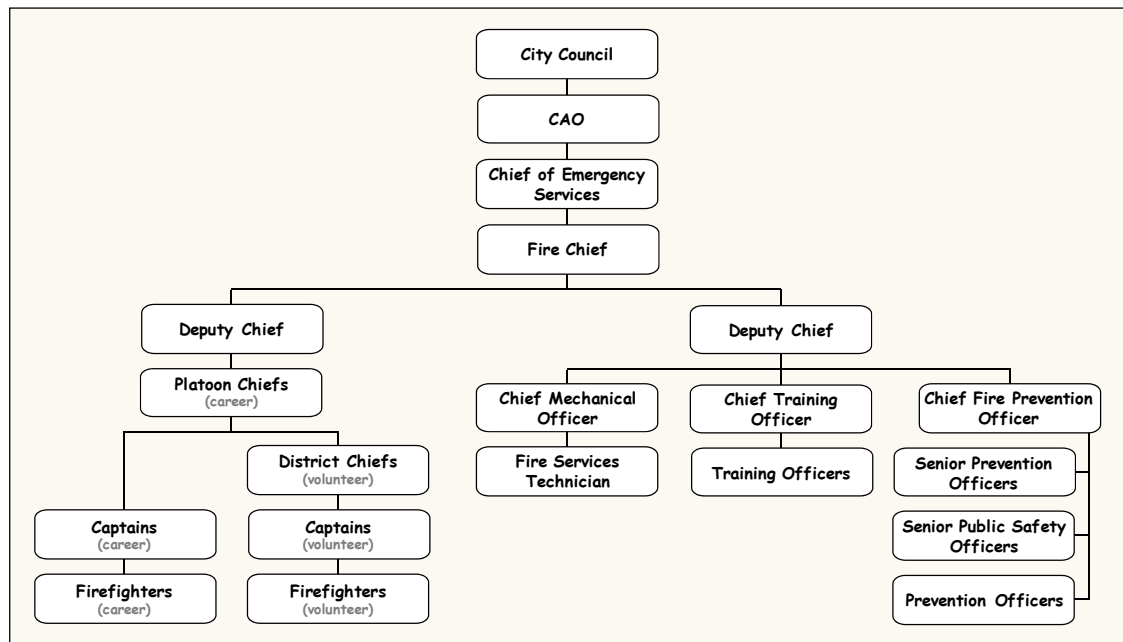 City Council
CAO
Chief of Emergency
Services
Fire Chief
Deputy Chief
Deputy Chief
Platoon Chiefs
(career)
Chief Mechanical
Officer
Chief Training
Officer
Chief Fire Prevention
Officer
District Chiefs
(volunteer)
Fire Services
Technician
Training Officers
Senior Prevention
Officers
Captains
(career)
Captains
(volunteer)
Senior Public Safety
Officers
Firefighters
(career)
Firefighters
(volunteer)
Prevention Officers